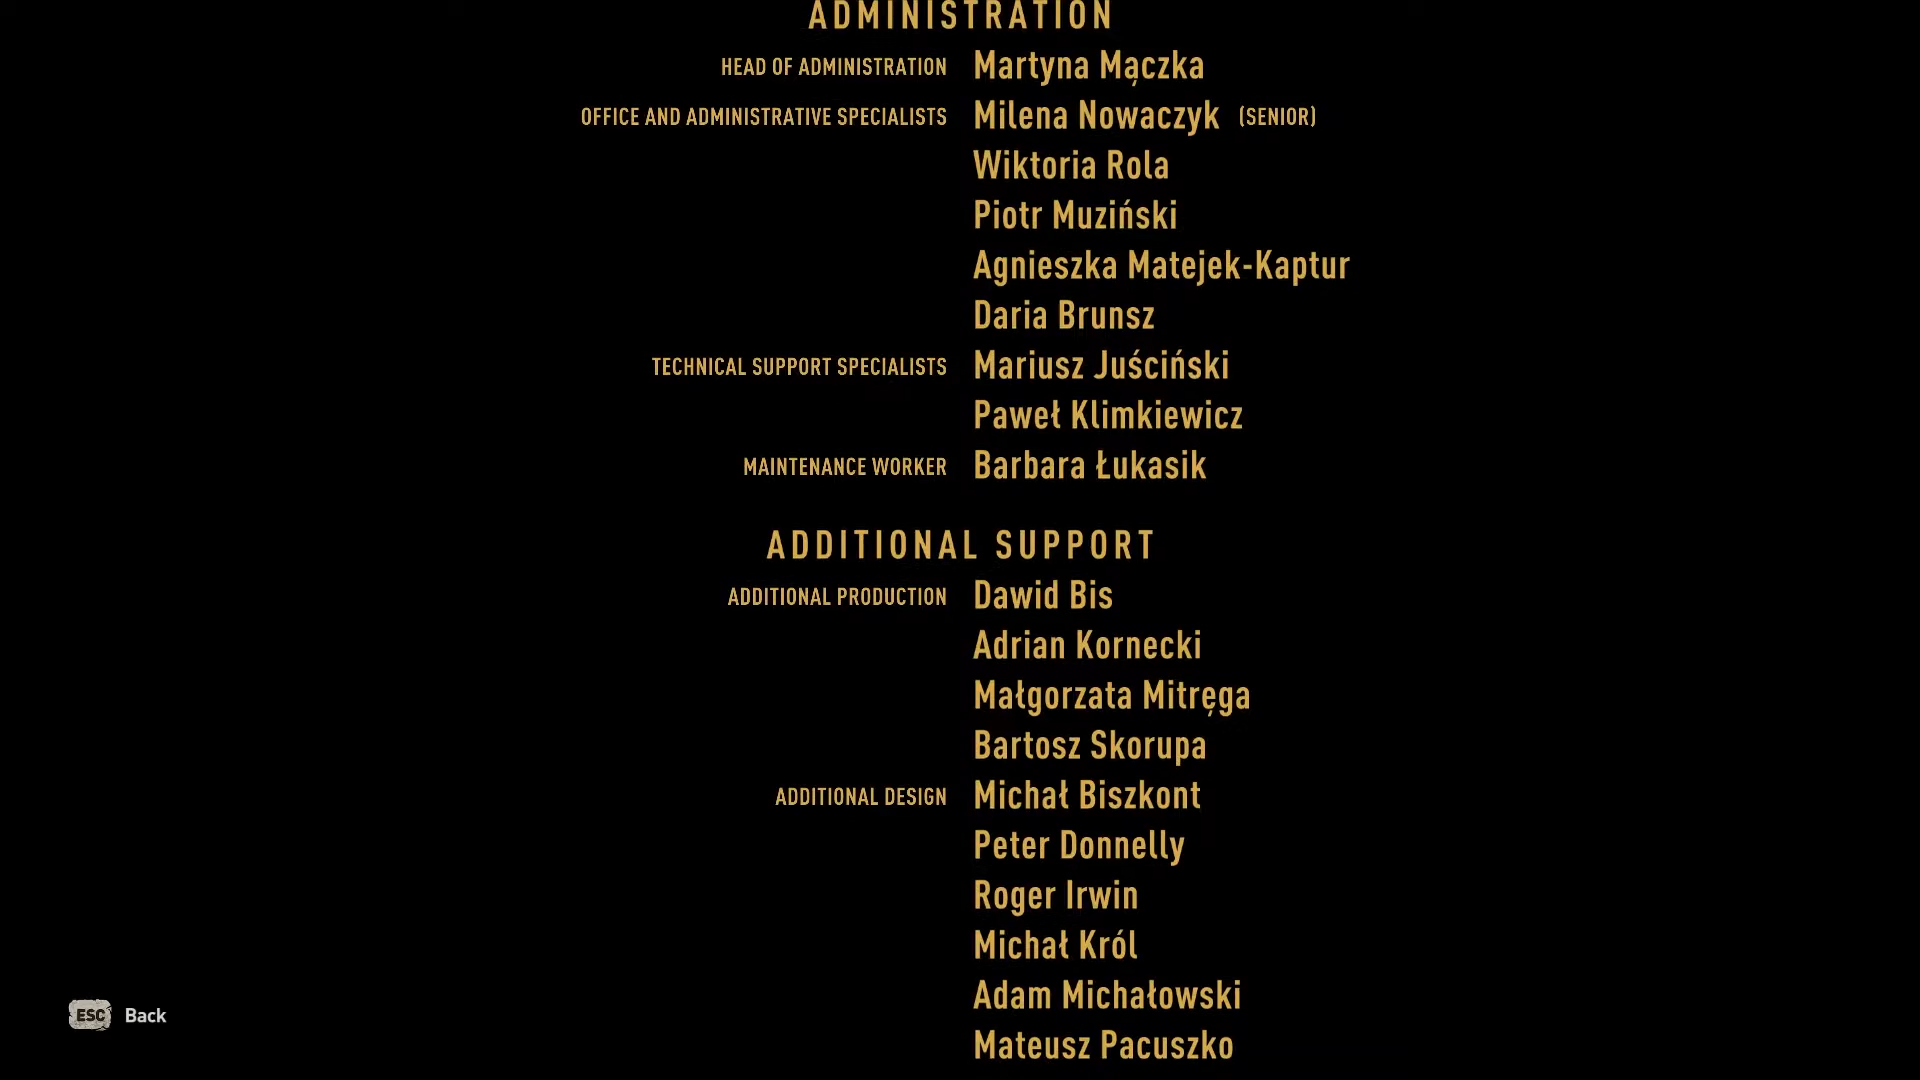 ADMINISTRATION
HEAD OF ADMINISTRATION Martyna Mączka
OFFICE AND ADMINISTRATIVE SPECIALISTS Milena Nowaczyk (SENIOR)
Wiktoria Rola
Piotr Muziński
Agnieszka Matejek-Kaptur
Daria Brunsz
TECHNICAL SUPPORT SPECIALISTS Mariusz Juściński
Paweł Klimkiewicz
MAINTENANCE WORKER Barbara Łukasik
ADDITIONAL SUPPORT
ADDITIONAL PRODUCTION Dawid Bis
Adrian Kornecki
Małgorzata Mitręga
Bartosz Skorupa
ADDITIONAL DESIGN Michał Biszkont
Peter Donnelly
Roger Irwin
Michał Król
Adam Michałowski
Mateusz Pacuszko
ESC Back